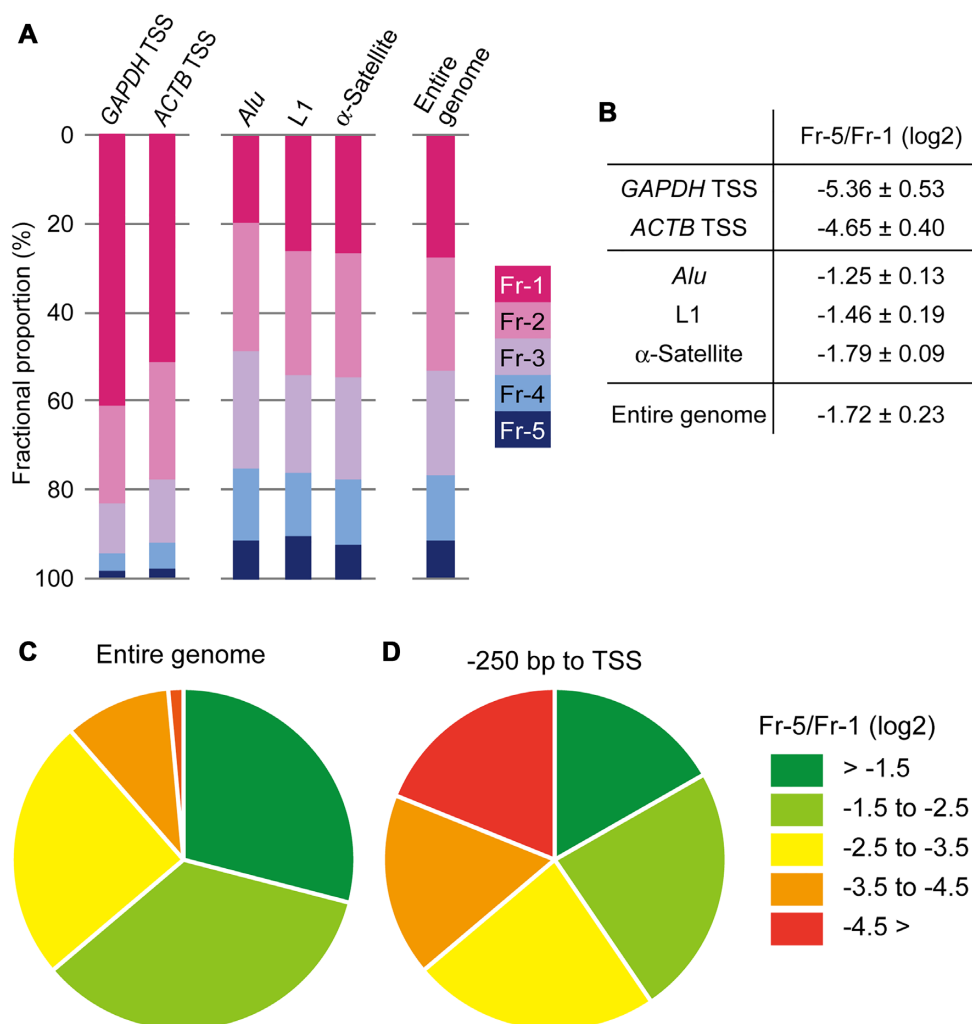 A
GAPDH TSS
ACTB TSS
Alu
L1
α-Satellite
Entire
genome
Fractional proportion (%)
0
20
40
60
80
100
Fr-1
Fr-2
Fr-3
Fr-4
Fr-5
B
Fr-5/Fr-1 (log2)
GAPDH TSS -5.36 ± 0.53
ACTB TSS -4.65 ± 0.40
Alu -1.25 ± 0.13
L1 -1.46 ± 0.19
α-Satellite -1.79 ± 0.09
Entire genome -1.72 ± 0.23
C
Entire genome
D
-250 bp to TSS
Fr-5/Fr-1 (log2)
> -1.5
-1.5 to -2.5
-2.5 to -3.5
-3.5 to -4.5
-4.5 >